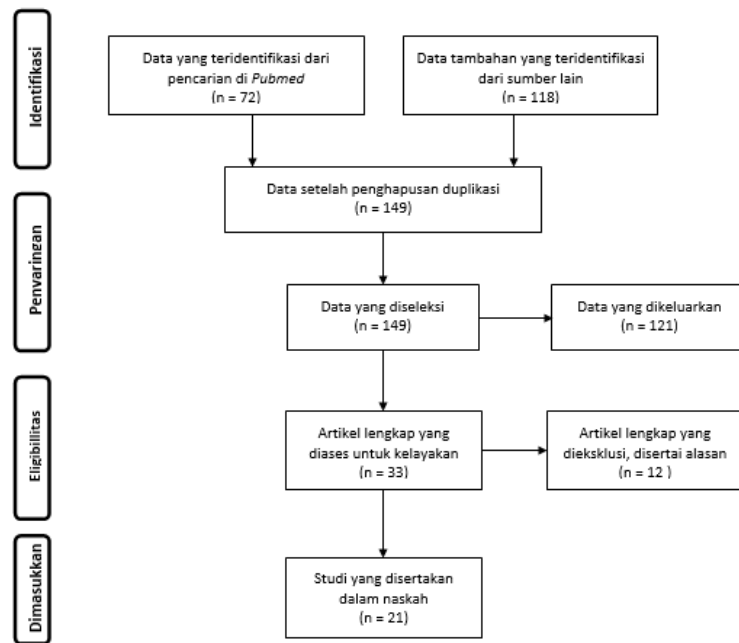 Identifikasi
Data yang teridentifikasi dari
pencarian di Pubmed
(n = 72)
Data tambahan yang teridentifikasi
dari sumber lain
(n = 118)
Data setelah penghapusan duplikasi
(n = 149)
Penvaringan
Data yang diseleksi
(n = 149)
Data yang dikeluarkan
(n = 121)
Eligibillitas
Artikel lengkap yang
diases untuk kelayakan
(n = 33)
Artikel lengkap yang
dieksklusi, disertai alasan
(n = 12 )
Dimasukkan
Studi yang disertakan
dalam naskah
(n = 21)